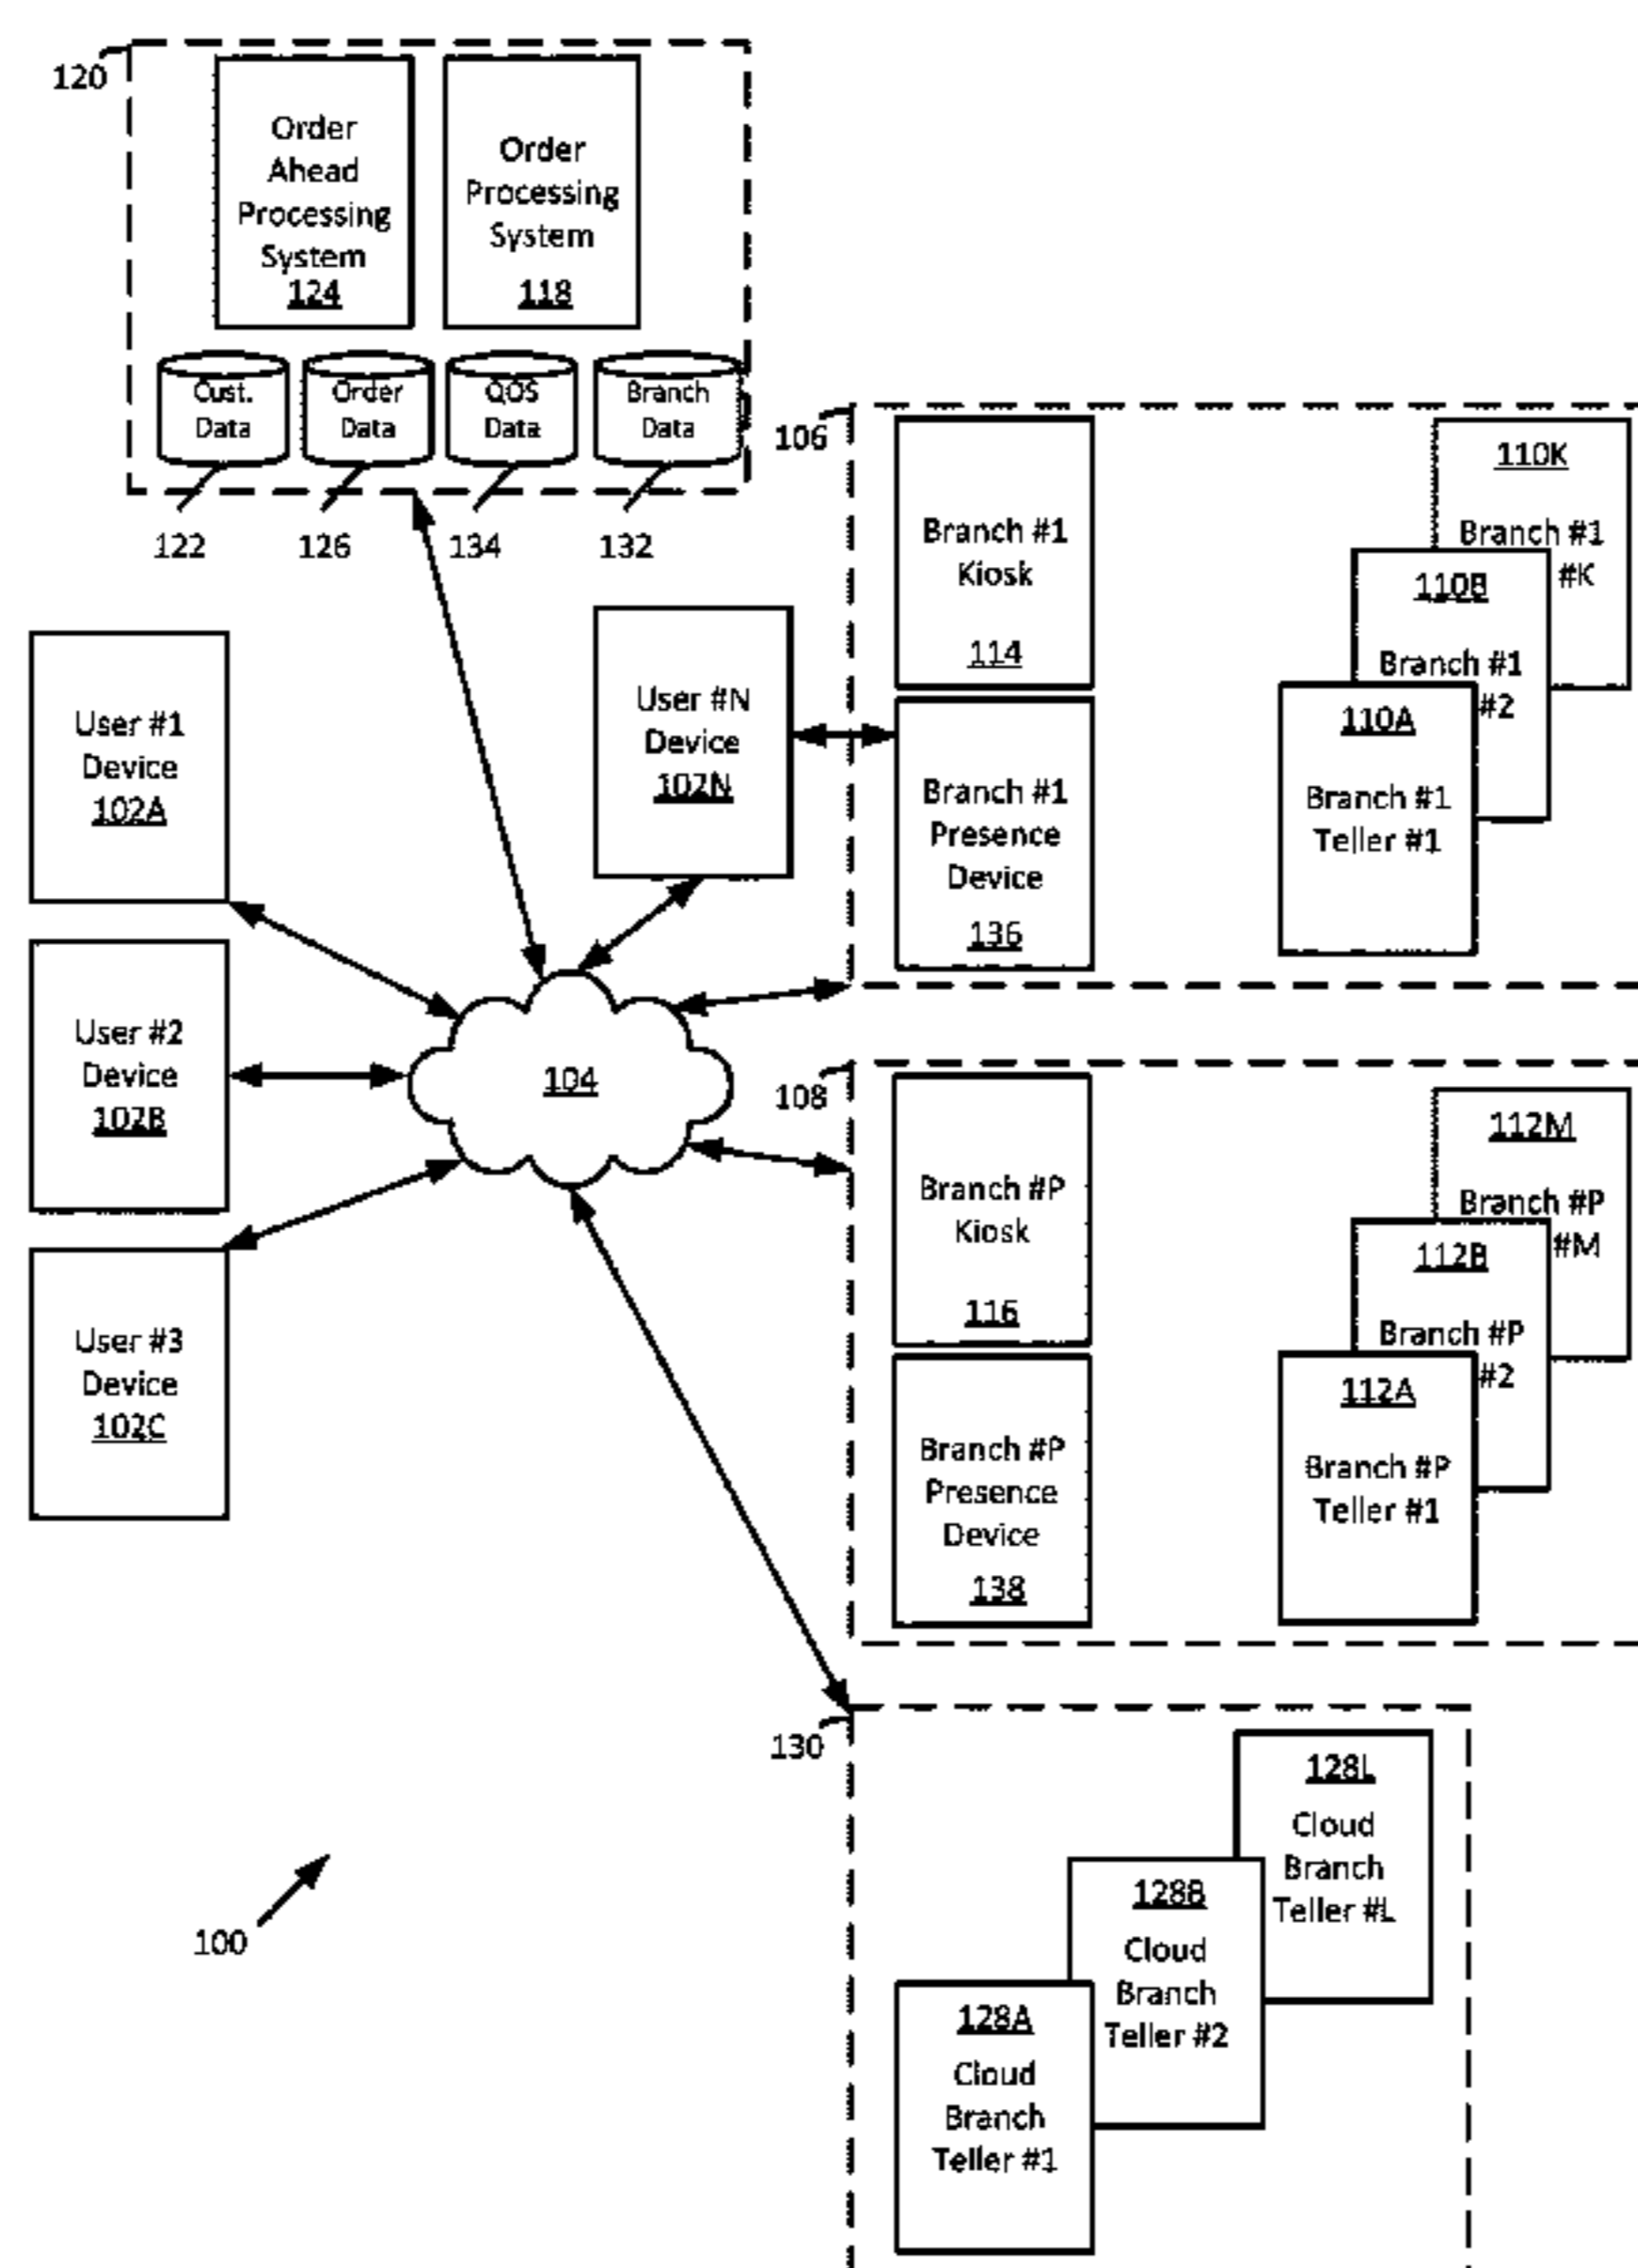 120
Order
Ahead
Processing
System
124
Order
Processing
System
118
Cust.
Data
Order
Data
QOS
Data
Branch
Data
122
126
134
132
106
Branch #1
Kiosk
114
110K
Branch #1
#K
110B
Branch #1
#2
110A
Branch #1
Teller #1
Branch #1
Presence
Device
136
User #1
Device
102A
User #N
Device
102N
User #2
Device
102B
104
User #3
Device
102C
108
Branch #P
Kiosk
116
112M
Branch #P
#M
112B
Branch #P
#2
112A
Branch #P
Teller #1
Branch #P
Presence
Device
138
130
128L
Cloud
Branch
Teller #L
128B
Cloud
Branch
Teller #2
128A
Cloud
Branch
Teller #1
100